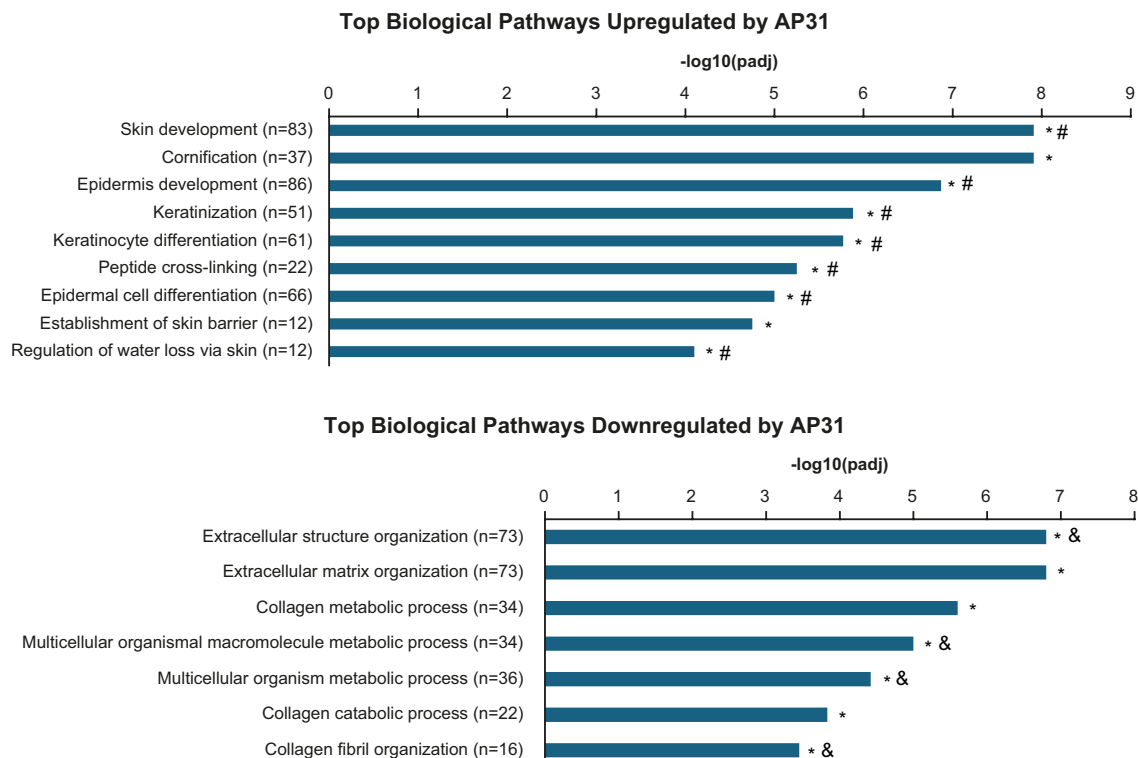 Top Biological Pathways Upregulated by AP31
-log10(padj)
0 1 2 3 4 5 6 7 8 9
Skin development (n=83) * #
Cornification (n=37) *
Epidermis development (n=86) * #
Keratinization (n=51) * #
Keratinocyte differentiation (n=61) * #
Peptide cross-linking (n=22) * #
Epidermal cell differentiation (n=66) * #
Establishment of skin barrier (n=12) *
Regulation of water loss via skin (n=12) * #
Top Biological Pathways Downregulated by AP31
-log10(padj)
0 1 2 3 4 5 6 7 8
Extracellular structure organization (n=73) * &
Extracellular matrix organization (n=73) *
Collagen metabolic process (n=34) *
Multicellular organismal macromolecule metabolic process (n=34) * &
Multicellular organism metabolic process (n=36) * &
Collagen catabolic process (n=22) *
Collagen fibril organization (n=16) * &